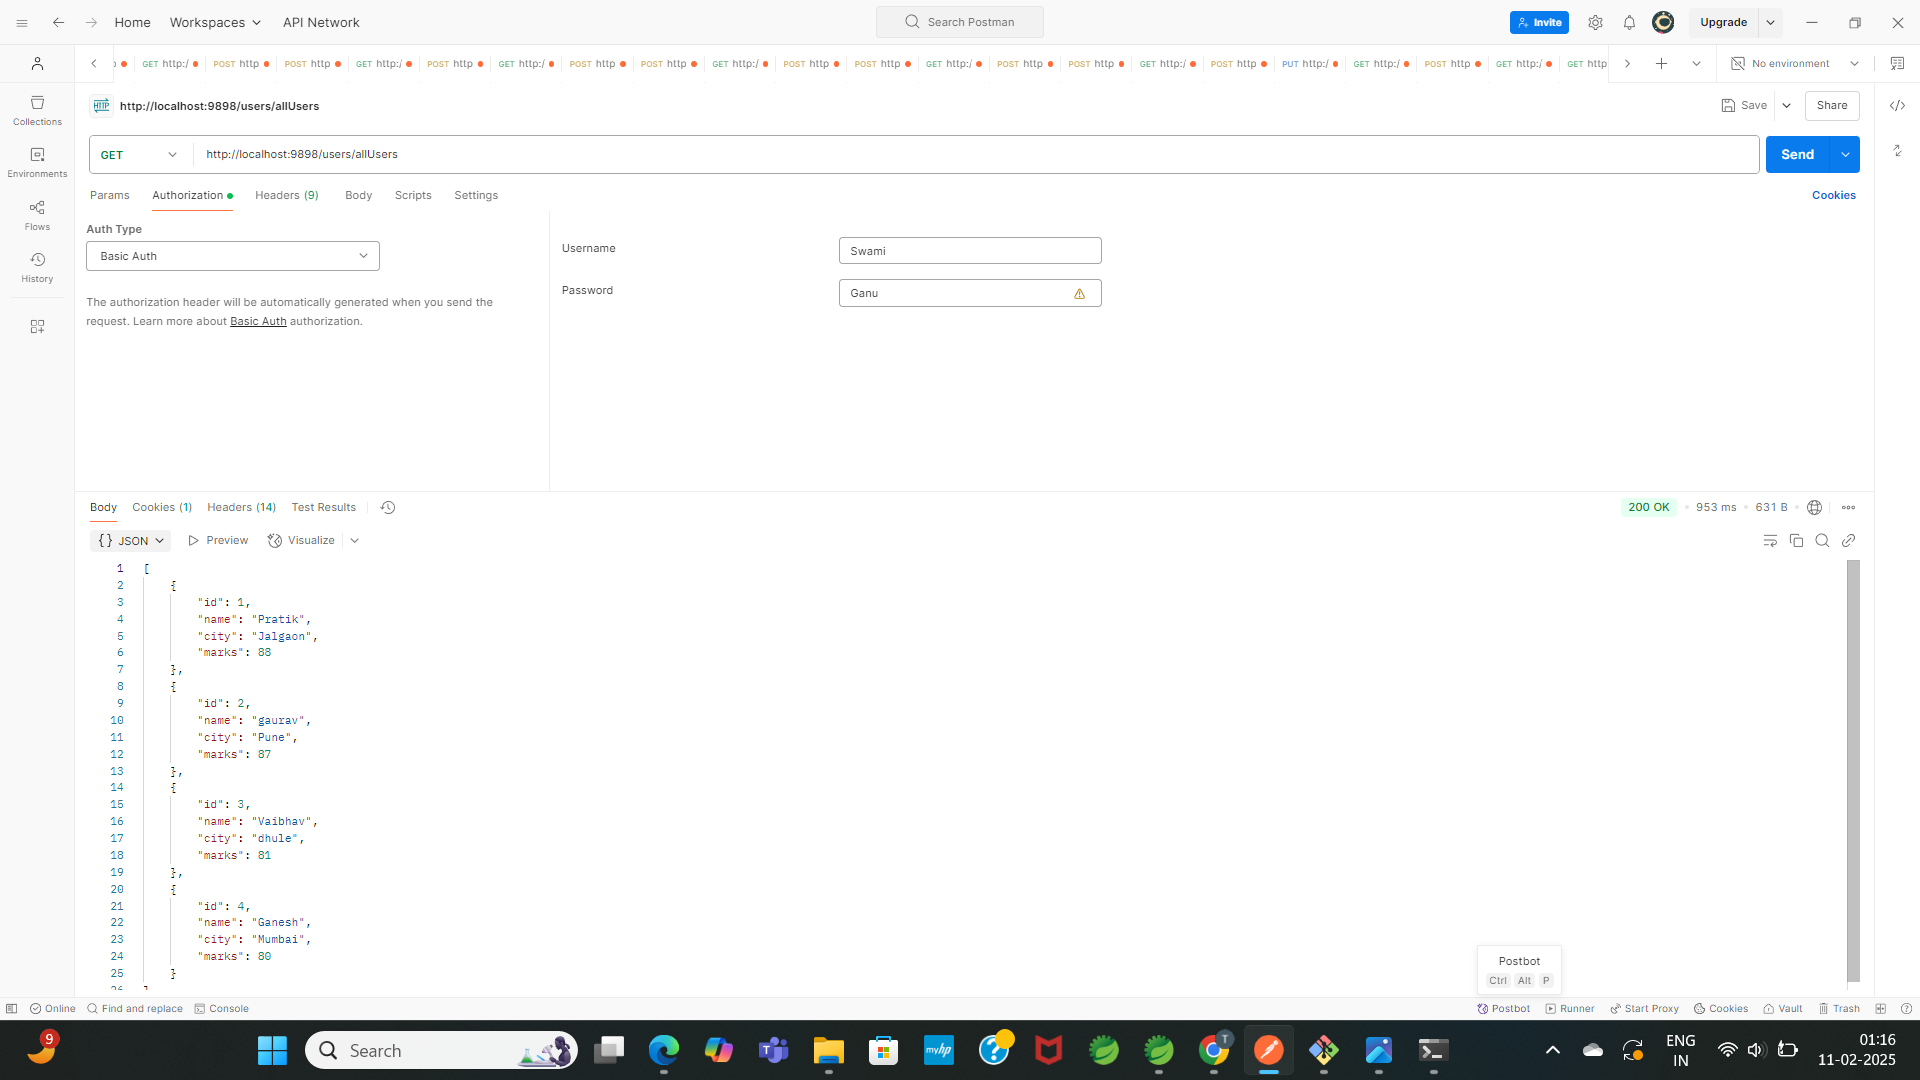 Home
Workspaces
API Network
Search Postman
Invite
Upgrade
GET http:/
POST http
POST http
GET http:/
POST http
GET http:/
POST http
POST http
GET http:/
POST http
POST http
GET http:/
POST http
POST http
GET http:/
POST http
PUT http:/
GET http:/
POST http
GET http:/
GET http
No environment
HTTP
http://localhost:9898/users/allUsers
Save
Share
Collections
Environments
Flows
History
GET
http://localhost:9898/users/allUsers
Send
Params
Authorization
Headers (9)
Body
Scripts
Settings
Cookies
Auth Type
Basic Auth
The authorization header will be automatically generated when you send the
request. Learn more about Basic Auth authorization.
Username
Swami
Password
Ganu
Body
Cookies (1)
Headers (14)
Test Results
200 OK
953 ms
631 B
{} JSON
Preview
Visualize
1 [
2 {
3 "id": 1,
4 "name": "Pratik",
5 "city": "Jalgaon",
6 "marks": 88
7 },
8 {
9 "id": 2,
10 "name": "gaurav",
11 "city": "Pune",
12 "marks": 87
13 },
14 {
15 "id": 3,
16 "name": "Vaibhav",
17 "city": "dhule",
18 "marks": 81
19 },
20 {
21 "id": 4,
22 "name": "Ganesh",
23 "city": "Mumbai",
24 "marks": 80
25 }
Postbot
Ctrl Alt P
Online
Find and replace
Console
Postbot
Runner
Start Proxy
Cookies
Vault
Trash
9
Search
myhp
T
ENG
IN
01:16
11-02-2025